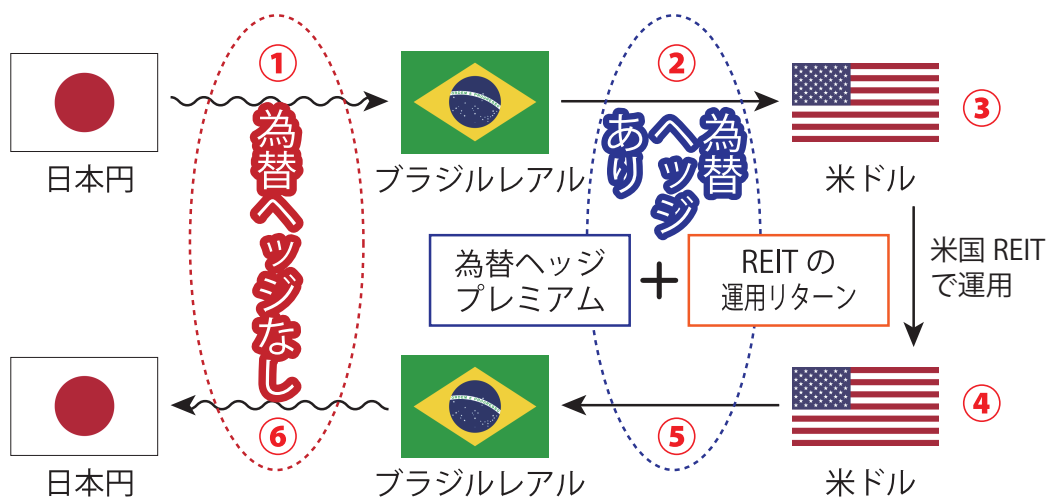 ①
②
③
日本円
ブラジルレアル
米ドル
為替ヘッジなし
為替
ヘッジ
あり
為替ヘッジ
プレミアム
+
REIT の
運用リターン
米国 REIT
で運用
④
⑤
⑥
日本円
ブラジルレアル
米ドル